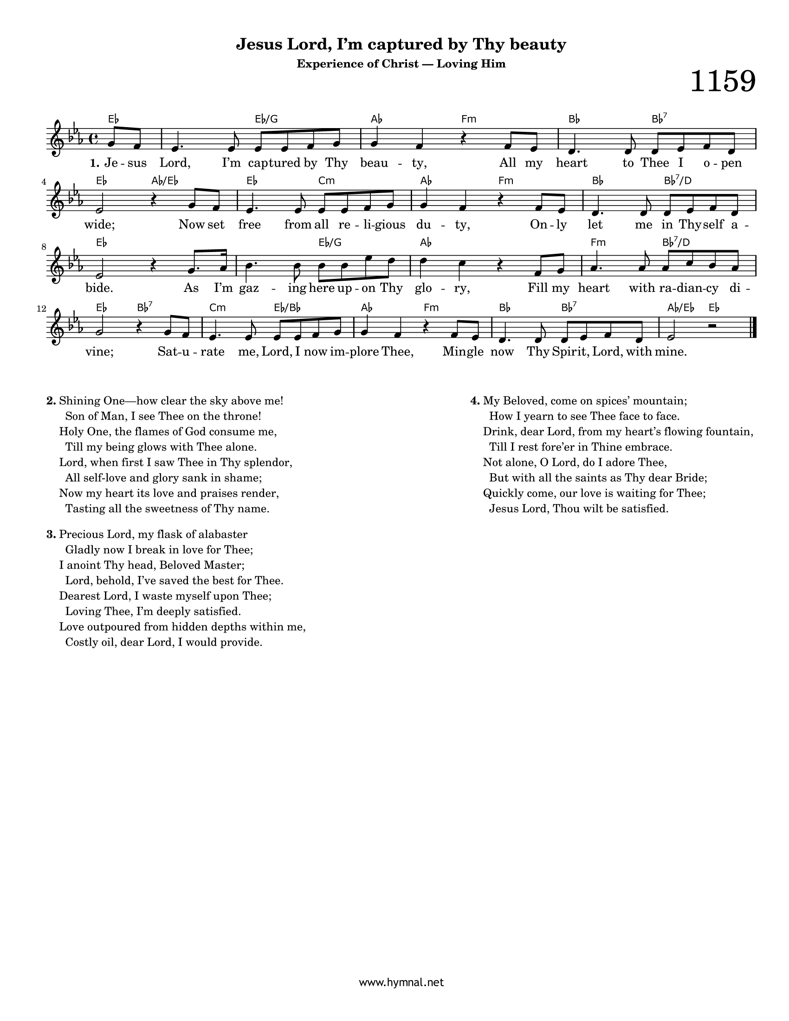 Jesus Lord, I'm captured by Thy beauty
Experience of Christ — Loving Him
1159
E♭ E♭/G A♭ Fm B♭ B♭7
1. Je - sus Lord, I'm captured by Thy beau - ty, All my heart to Thee I o - pen
4 E♭ A♭/E♭ E♭ Cm A♭ Fm B♭ B♭7/D
wide; Now set free from all re - li-gious du - ty, On - ly let me in Thyself a -
8 E♭ E♭/G A♭ Fm B♭7/D
bide. As I'm gaz - ing here up - on Thy glo - ry, Fill my heart with ra-dian-cy di -
12 E♭ B♭7 Cm E♭/B♭ A♭ Fm B♭ B♭7 A♭/E♭ E♭
vine; Sat-u - rate me, Lord, I now im-plore Thee, Mingle now Thy Spirit, Lord, with mine.
2. Shining One—how clear the sky above me!
Son of Man, I see Thee on the throne!
Holy One, the flames of God consume me,
Till my being glows with Thee alone.
Lord, when first I saw Thee in Thy splendor,
All self-love and glory sank in shame;
Now my heart its love and praises render,
Tasting all the sweetness of Thy name.
3. Precious Lord, my flask of alabaster
Gladly now I break in love for Thee;
I anoint Thy head, Beloved Master;
Lord, behold, I've saved the best for Thee.
Dearest Lord, I waste myself upon Thee;
Loving Thee, I'm deeply satisfied.
Love outpoured from hidden depths within me,
Costly oil, dear Lord, I would provide.
4. My Beloved, come on spices' mountain;
How I yearn to see Thee face to face.
Drink, dear Lord, from my heart's flowing fountain,
Till I rest fore'er in Thine embrace.
Not alone, O Lord, do I adore Thee,
But with all the saints as Thy dear Bride;
Quickly come, our love is waiting for Thee;
Jesus Lord, Thou wilt be satisfied.
www.hymnal.net